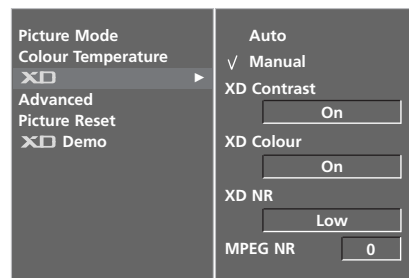 Picture Mode
Colour Temperature
XD
Advanced
Picture Reset
XD Demo
Auto
√ Manual
XD Contrast
On
XD Colour
On
XD NR
Low
MPEG NR 0